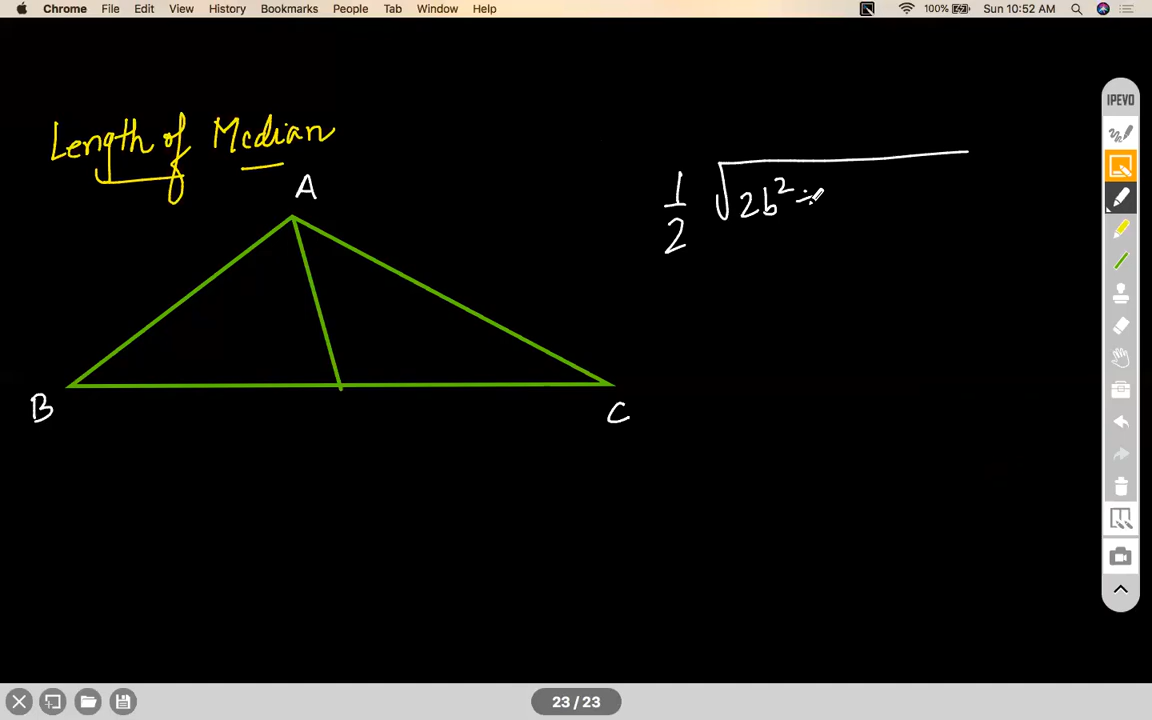 Chrome File Edit View History Bookmarks People Tab Window Help 100% Sun 10:52 AM
IPEVO
Length of Median
A
1/2 √2b²
B
C
23 / 23